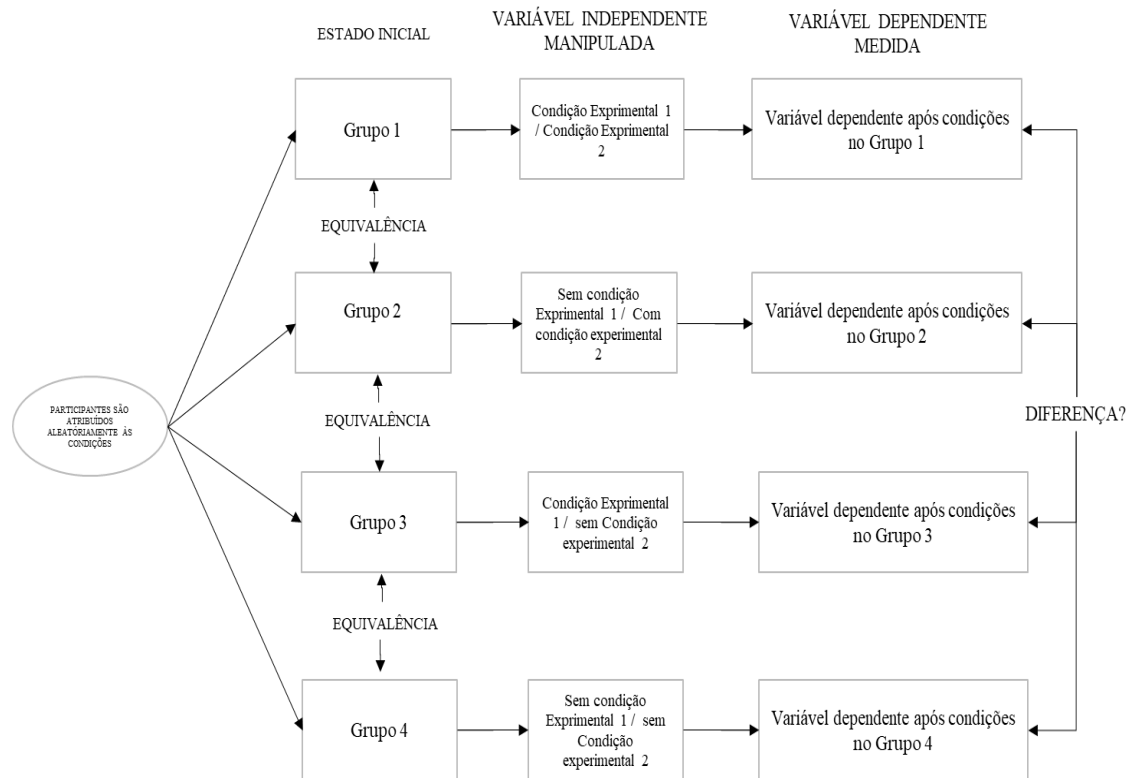 ESTADO INICIAL
VARIÁVEL INDEPENDENTE
MANIPULADA
VARIÁVEL DEPENDENTE
MEDIDA
Grupo 1
Condição Exprimental 1
/ Condição Exprimental
2
Variável dependente após condições
no Grupo 1
EQUIVALÊNCIA
Grupo 2
Sem condição
Exprimental 1 / Com
condição experimental
2
Variável dependente após condições
no Grupo 2
PARTICIPANTES SÃO
ATRIBUÍDOS
ALEATÓRIAMENTE ÀS
CONDIÇÕES
EQUIVALÊNCIA
DIFERENÇA?
Grupo 3
Condição Exprimental
1 / sem Condição
experimental 2
Variável dependente após condições
no Grupo 3
EQUIVALÊNCIA
Grupo 4
Sem condição
Exprimental 1 / sem
Condição
experimental 2
Variável dependente após condições
no Grupo 4